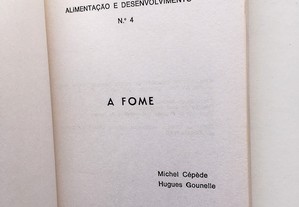 ALIMENTAÇÃO E DESENVOLVIMENTO
N.º 4
A FOME
Michel Cépède
Hugues Gounelle